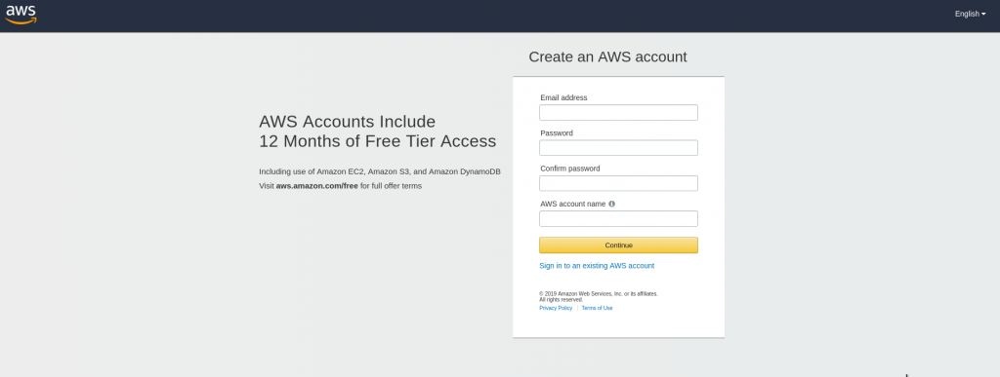 aws
English
Create an AWS account
AWS Accounts Include
12 Months of Free Tier Access
Including use of Amazon EC2, Amazon S3, and Amazon DynamoDB
Visit aws.amazon.com/free for full offer terms
Email address
Password
Confirm password
AWS account name
Continue
Sign in to an existing AWS account
© 2019 Amazon Web Services, Inc. or its affiliates.
All rights reserved.
Privacy Policy | Terms of Use